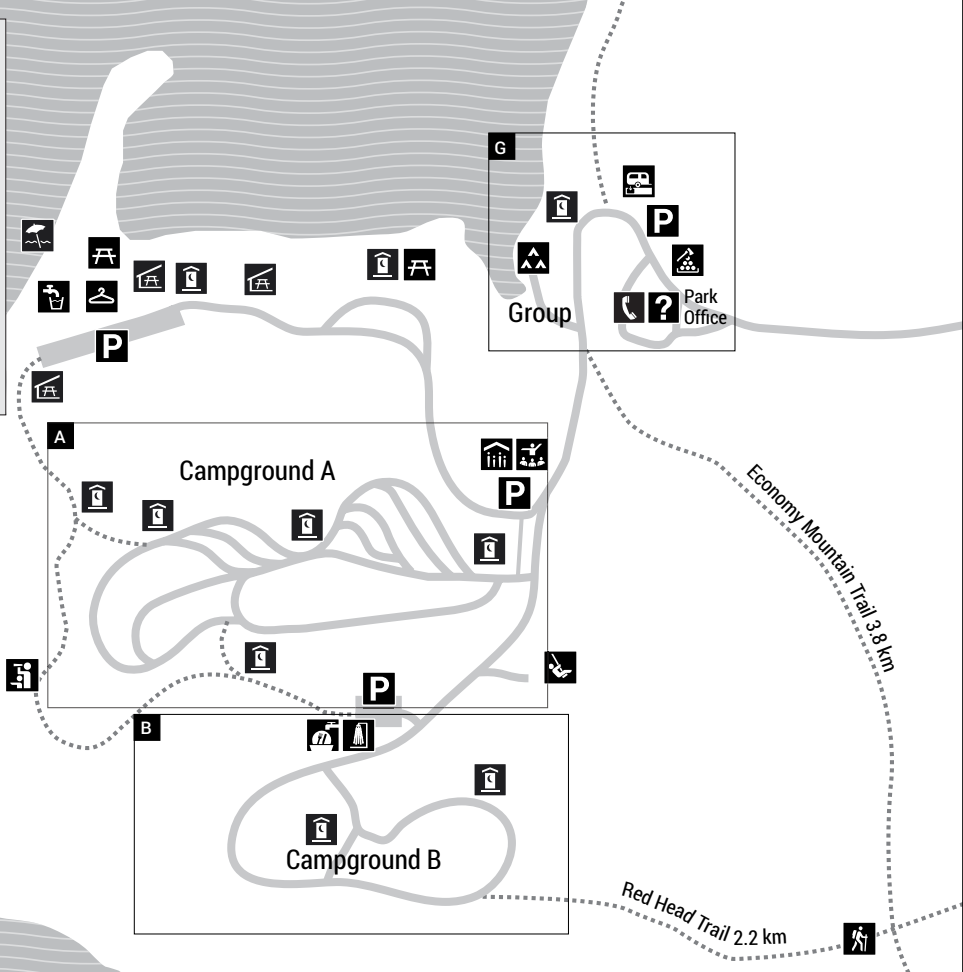 G
P
Park
? Office
Group
P
A
Campground A
P
Economy Mountain Trail 3.8 km
P
B
Campground B
Red Head Trail 2.2 km